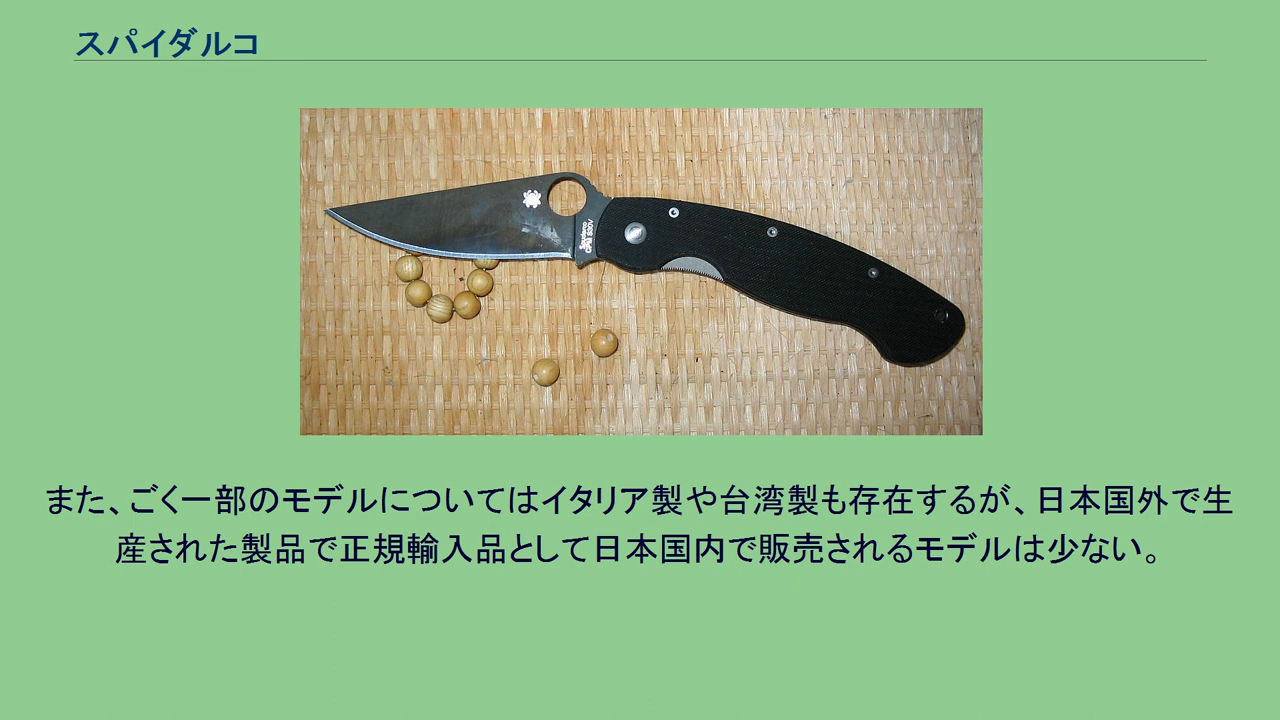 スパイダルコ
Spyderco
CPM S30V
また、ごく一部のモデルについてはイタリア製や台湾製も存在するが、日本国外で生
産された製品で正規輸入品として日本国内で販売されるモデルは少ない。